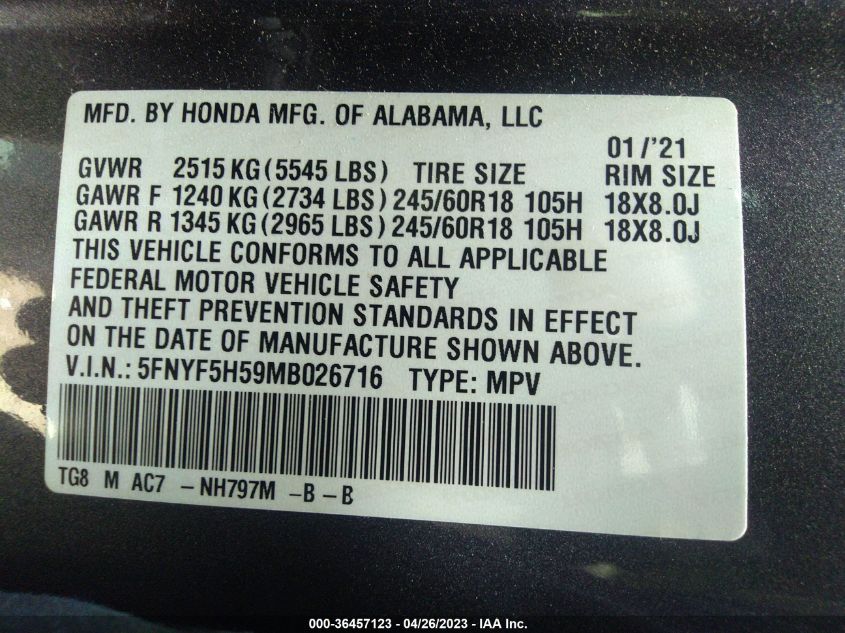 MFD. BY HONDA MFG. OF ALABAMA, LLC
01/'21
GVWR 2515 KG (5545 LBS) TIRE SIZE RIM SIZE
GAWR F 1240 KG (2734 LBS) 245/60R18 105H 18X8.0J
GAWR R 1345 KG (2965 LBS) 245/60R18 105H 18X8.0J
THIS VEHICLE CONFORMS TO ALL APPLICABLE
FEDERAL MOTOR VEHICLE SAFETY
AND THEFT PREVENTION STANDARDS IN EFFECT
ON THE DATE OF MANUFACTURE SHOWN ABOVE.
V.I.N.: 5FNYF5H59MB026716 TYPE: MPV
TG8 M AC7 -NH797M -B-B
000-36457123 - 04/26/2023 - IAA Inc.